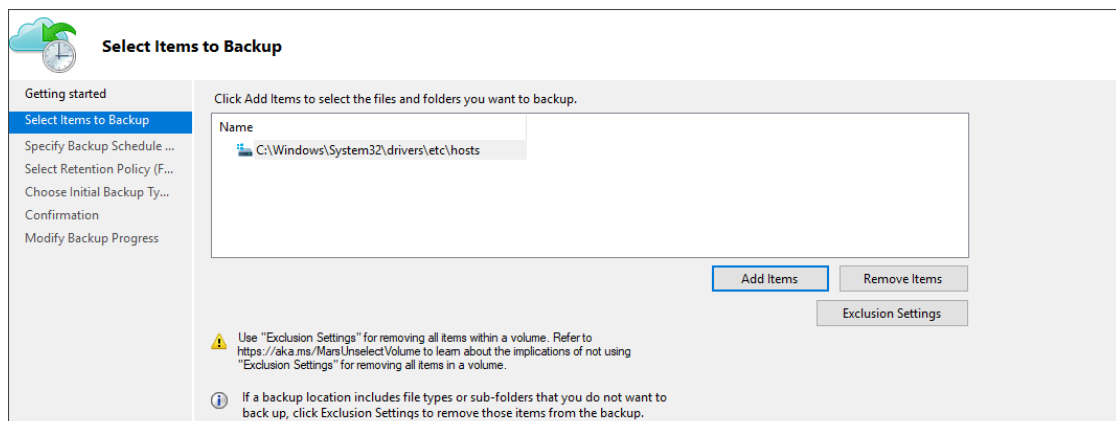 Select Items to Backup
Getting started
Select Items to Backup
Specify Backup Schedule ...
Select Retention Policy (F...
Choose Initial Backup Ty...
Confirmation
Modify Backup Progress
Click Add Items to select the files and folders you want to backup.
Name
C:\Windows\System32\drivers\etc\hosts
Add Items
Remove Items
Exclusion Settings
Use "Exclusion Settings" for removing all items within a volume. Refer to
https://aka.ms/MarsUnselectVolume to learn about the implications of not using
"Exclusion Settings" for removing all items in a volume.
If a backup location includes file types or sub-folders that you do not want to
back up, click Exclusion Settings to remove those items from the backup.